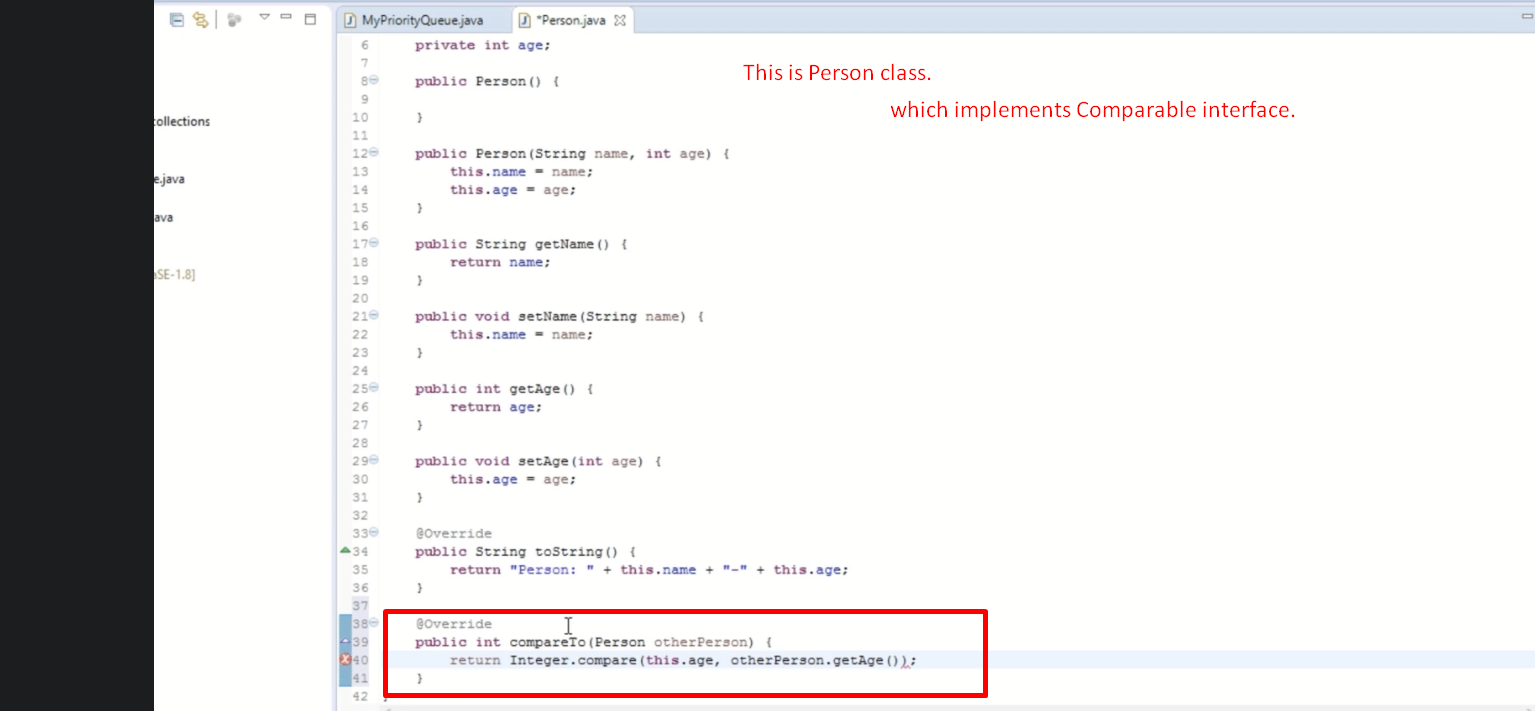 MyPriorityQueue.java *Person.java
6 private int age;
7
This is Person class.
8 public Person() {
9
which implements Comparable interface.
10 }
collections
11
12 public Person(String name, int age) {
13 this.name = name;
e.java
14 this.age = age;
15 }
ava
16
17 public String getName() {
18 return name;
SE-1.8]
19 }
20
21 public void setName(String name) {
22 this.name = name;
23 }
24
25 public int getAge() {
26 return age;
27 }
28
29 public void setAge(int age) {
30 this.age = age;
31 }
32
33 @Override
34 public String toString() {
35 return "Person: " + this.name + "-" + this.age;
36 }
37
38 @Override
39 public int compareTo(Person otherPerson) {
40 return Integer.compare(this.age, otherPerson.getAge());
41 }
42